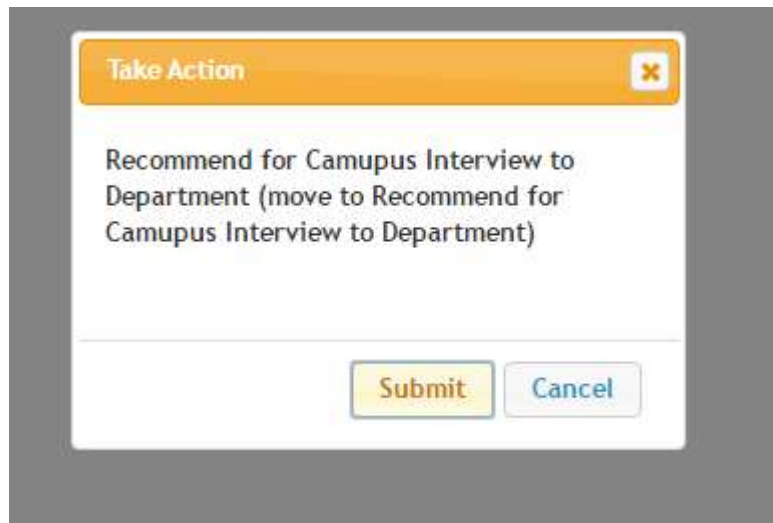 Take Action
Recommend for Camupus Interview to
Department (move to Recommend for
Camupus Interview to Department)
Submit
Cancel